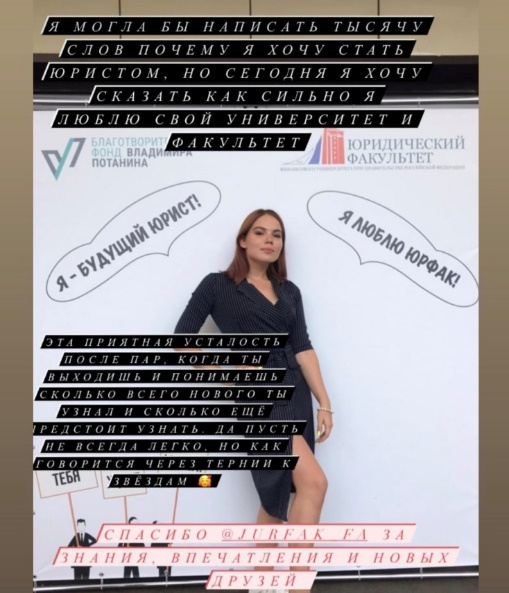 Я МОГЛА БЫ НАПИСАТЬ ТЫСЯЧУ
СЛОВ ПОЧЕМУ Я ХОЧУ СТАТЬ
ЮРИСТОМ, НО СЕГОДНЯ Я ХОЧУ
СКАЗАТЬ КАК СИЛЬНО Я
ЛЮБЛЮ СВОЙ УНИВЕРСИТЕТ И
ФАКУЛЬТЕТ
ФОНД ВЛАДИМИРА
ПОТАНИНА
ЮРИДИЧЕСКИЙ
ФАКУЛЬТЕТ
Я - БУДУЩИЙ ЮРИСТ!
Я ЛЮБЛЮ ЮРФАК!
ЭТА ПРИЯТНАЯ УСТАЛОСТЬ
ПОСЛЕ ПАР, КОГДА ТЫ
ВЫХОДИШЬ И ПОНИМАЕШЬ
СКОЛЬКО ВСЕГО НОВОГО ТЫ
УЗНАЛ И СКОЛЬКО ЕЩЁ
ПРЕДСТОИТ УЗНАТЬ. ДА ПУСТЬ
НЕ ВСЕГДА ЛЕГКО, НО КАК
ГОВОРИТСЯ ЧЕРЕЗ ТЕРНИИ К
ЗВЁЗДАМ 🥰
ТЕБЯ
СПАСИБО @JURFAK_FA ЗА
ЗНАНИЯ, ВПЕЧАТЛЕНИЯ И НОВЫХ
ДРУЗЕЙ